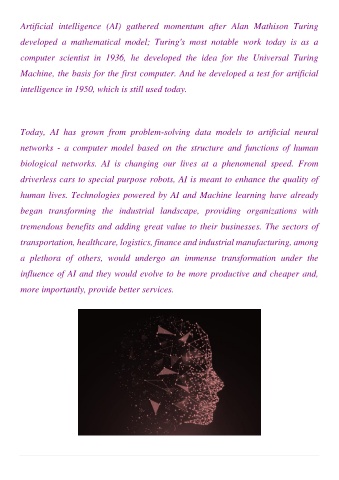 Artificial intelligence (AI) gathered momentum after Alan Mathison Turing
developed a mathematical model; Turing's most notable work today is as a
computer scientist in 1936, he developed the idea for the Universal Turing
Machine, the basis for the first computer. And he developed a test for artificial
intelligence in 1950, which is still used today.
Today, AI has grown from problem-solving data models to artificial neural
networks - a computer model based on the structure and functions of human
biological networks. AI is changing our lives at a phenomenal speed. From
driverless cars to special purpose robots, AI is meant to enhance the quality of
human lives. Technologies powered by AI and Machine learning have already
began transforming the industrial landscape, providing organizations with
tremendous benefits and adding great value to their businesses. The sectors of
transportation, healthcare, logistics, finance and industrial manufacturing, among
a plethora of others, would undergo an immense transformation under the
influence of AI and they would evolve to be more productive and cheaper and,
more importantly, provide better services.